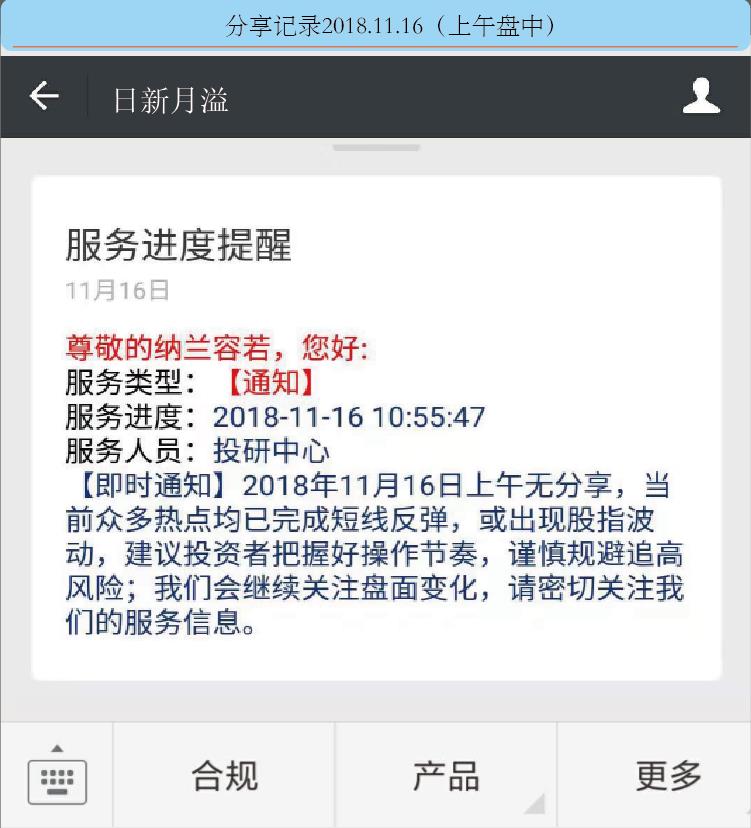 分享记录2018.11.16（上午盘中）
日新月溢
服务进度提醒
11月16日
尊敬的纳兰容若，您好:
服务类型：【通知】
服务进度：2018-11-16 10:55:47
服务人员：投研中心
【即时通知】2018年11月16日上午无分享，当
前众多热点均已完成短线反弹，或出现股指波
动，建议投资者把握好操作节奏，谨慎规避追高
风险；我们会继续关注盘面变化，请密切关注我
们的服务信息。
合规
产品
更多